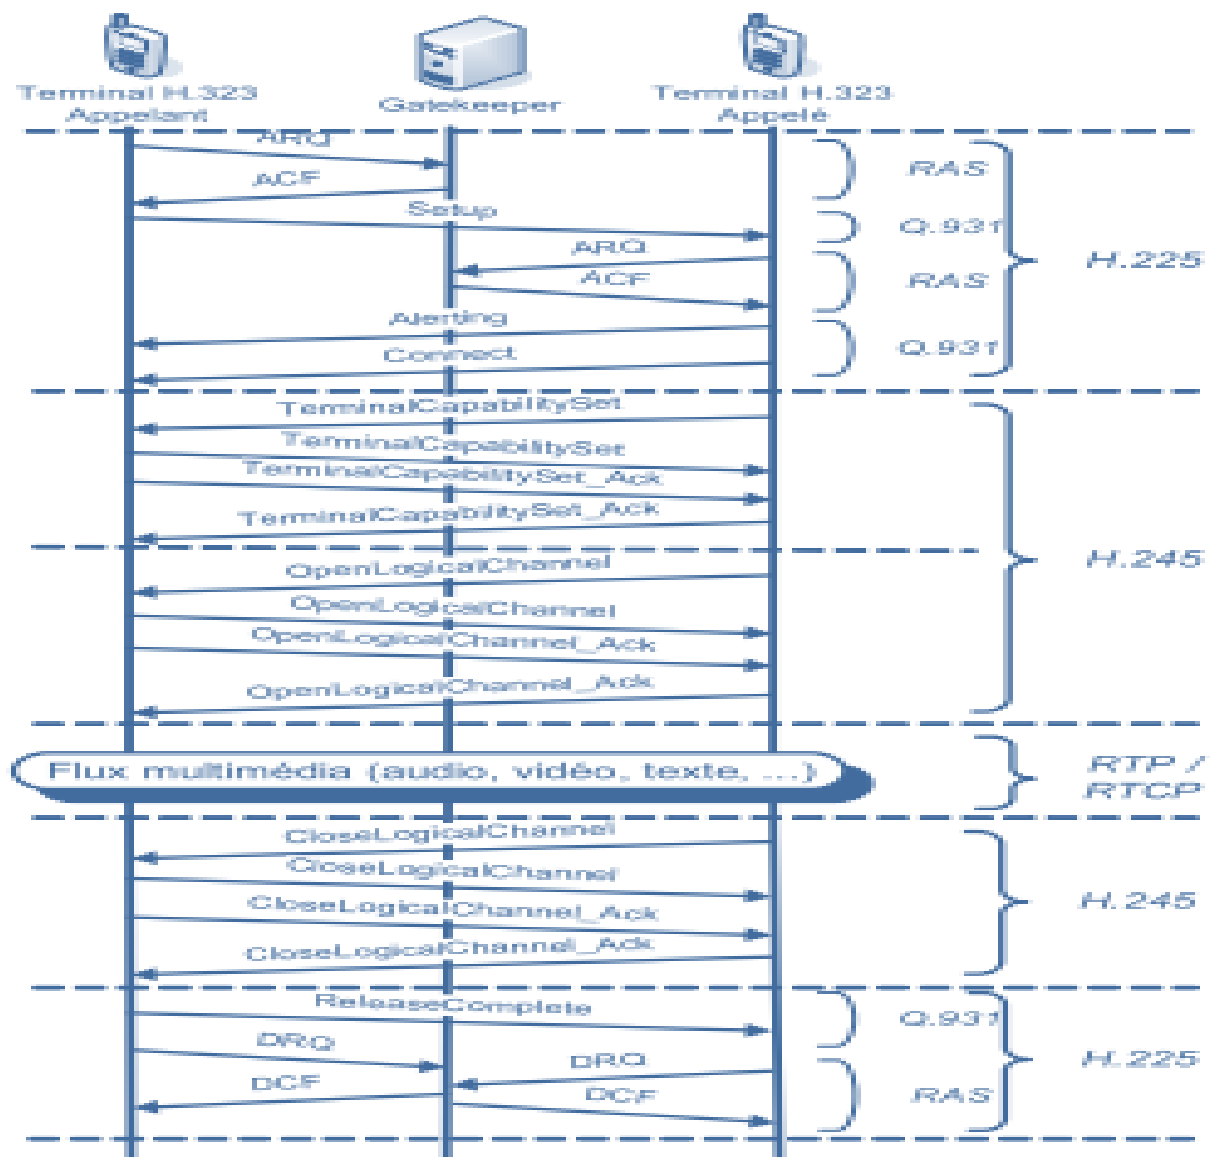 Terminal H.323
Appelant
Gatekeeper
Terminal H.323
Appelé
ARQ
RAS
ACF
Setup
Q.931
ARQ
H.225
ACF
RAS
Alerting
Q.931
Connect
TerminalCapabilitySet
TerminalCapabilitySet
TerminalCapabilitySet_Ack
TerminalCapabilitySet_Ack
H.245
OpenLogicalChannel
OpenLogicalChannel
OpenLogicalChannel_Ack
OpenLogicalChannel_Ack
Flux multimédia (audio, vidéo, texte, ...)
RTP /
RTCP
CloseLogicalChannel
CloseLogicalChannel
H.245
CloseLogicalChannel_Ack
CloseLogicalChannel_Ack
ReleaseComplete
Q.931
DRQ
DRQ
H.225
DCF
DCF
RAS